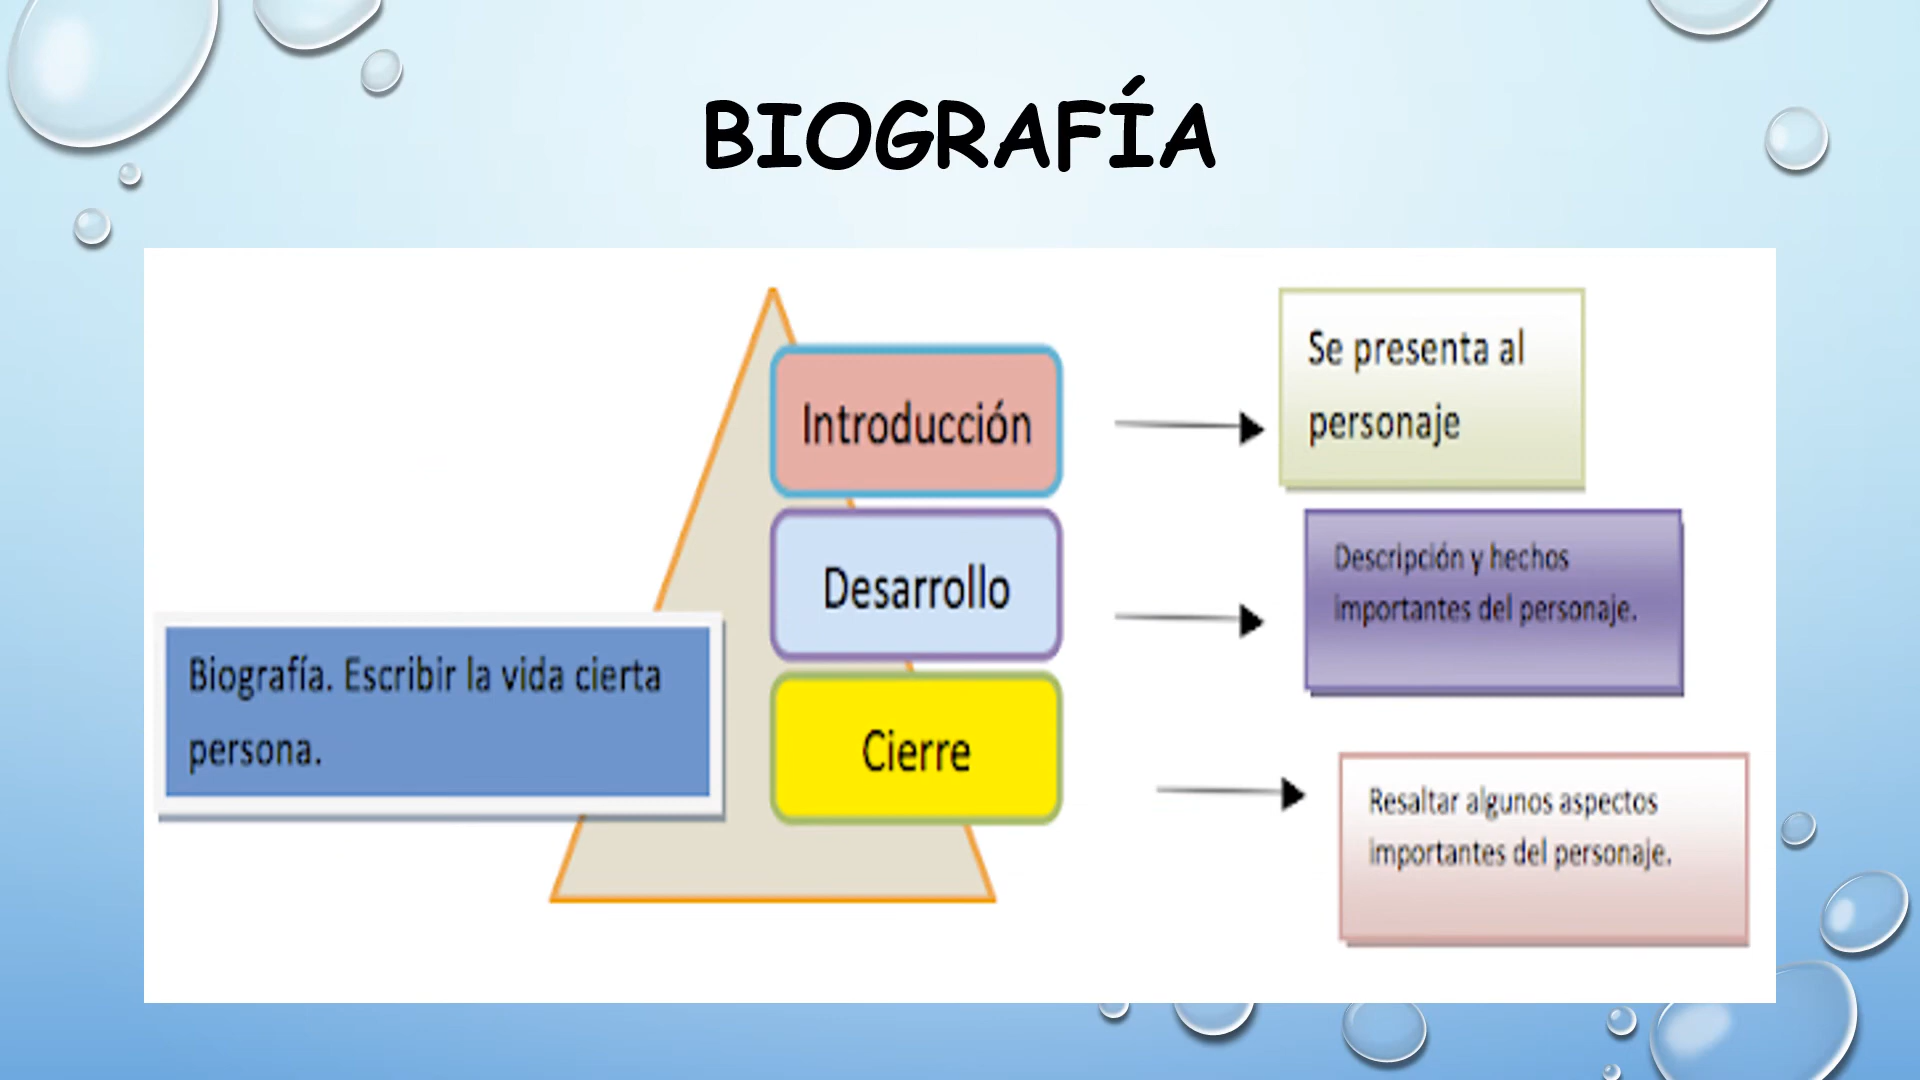 BIOGRAFÍA
Introducción
Se presenta al
personaje
Desarrollo
Descripción y hechos
importantes del personaje.
Biografía. Escribir la vida cierta
persona.
Cierre
Resaltar algunos aspectos
importantes del personaje.